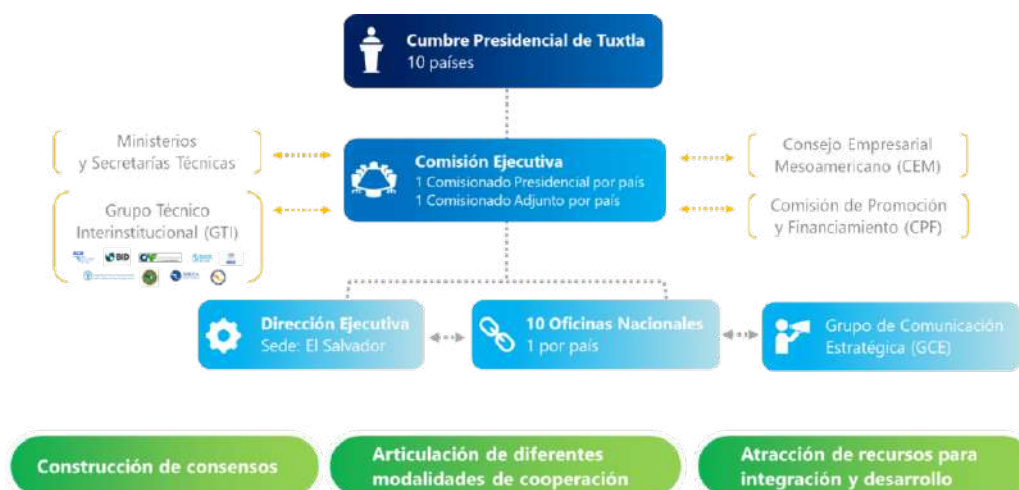 Cumbre Presidencial de Tuxtla
10 países
Ministerios
y Secretarías Técnicas
Comisión Ejecutiva
1 Comisionado Presidencial por país
1 Comisionado Adjunto por país
Consejo Empresarial
Mesoamericano (CEM)
Grupo Técnico
Interinstitucional (GTI)
BID
CAF
Comisión de Promoción
y Financiamiento (CPF)
Dirección Ejecutiva
Sede: El Salvador
10 Oficinas Nacionales
1 por país
Grupo de Comunicación
Estratégica (GCE)
Construcción de consensos
Articulación de diferentes
modalidades de cooperación
Atracción de recursos para
integración y desarrollo